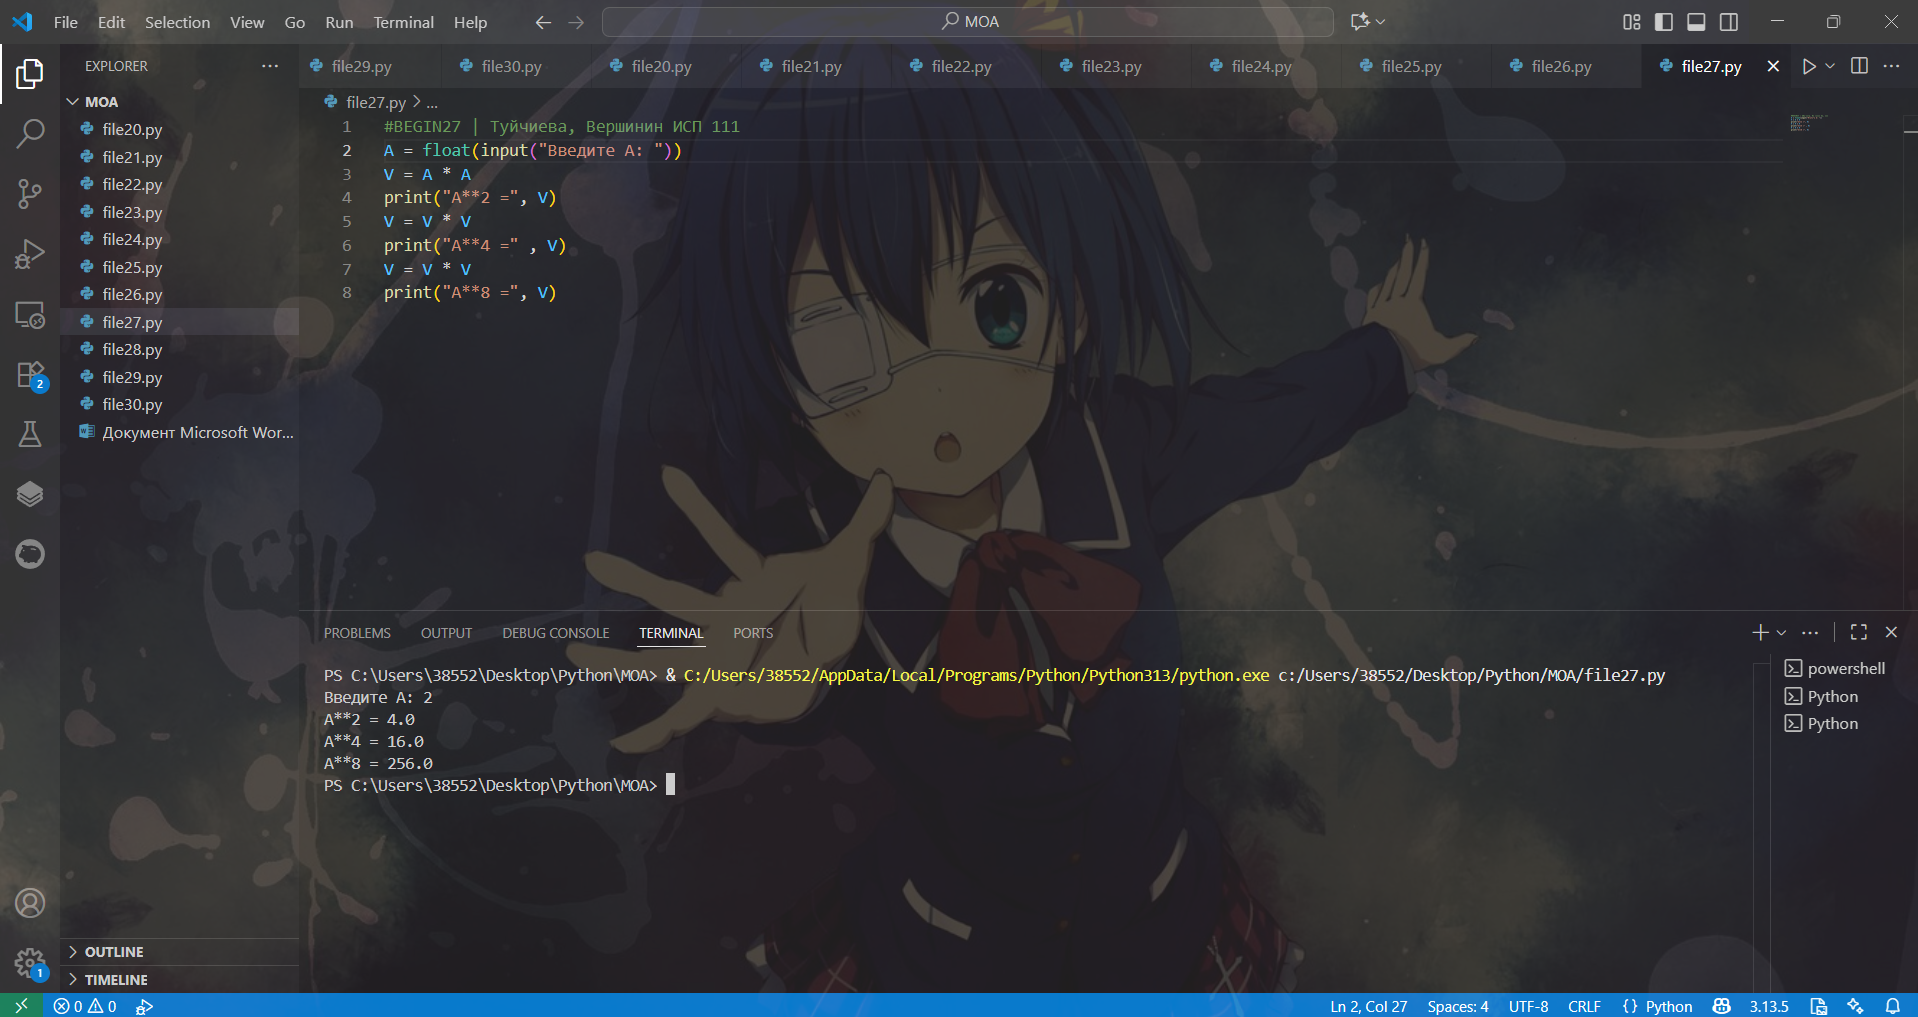 File Edit Selection View Go Run Terminal Help
MOA
EXPLORER
MOA
file20.py
file21.py
file22.py
file23.py
file24.py
file25.py
file26.py
file27.py
file28.py
file29.py
file30.py
Документ Microsoft Wor...
OUTLINE
TIMELINE
2
1
file29.py file30.py file20.py file21.py file22.py file23.py file24.py file25.py file26.py file27.py
file27.py > ...
1 #BEGIN27 | Туйчиева, Вершинин ИСП 111
2 A = float(input("Введите A: "))
3 V = A * A
4 print("A**2 =", V)
5 V = V * V
6 print("A**4 =" , V)
7 V = V * V
8 print("A**8 =", V)
PROBLEMS OUTPUT DEBUG CONSOLE TERMINAL PORTS
PS C:\Users\38552\Desktop\Python\MOA> & C:/Users/38552/AppData/Local/Programs/Python/Python313/python.exe c:/Users/38552/Desktop/Python/MOA/file27.py
Введите A: 2
A**2 = 4.0
A**4 = 16.0
A**8 = 256.0
PS C:\Users\38552\Desktop\Python\MOA>
powershell
Python
Python
0 0
Ln 2, Col 27 Spaces: 4 UTF-8 CRLF {} Python 3.13.5